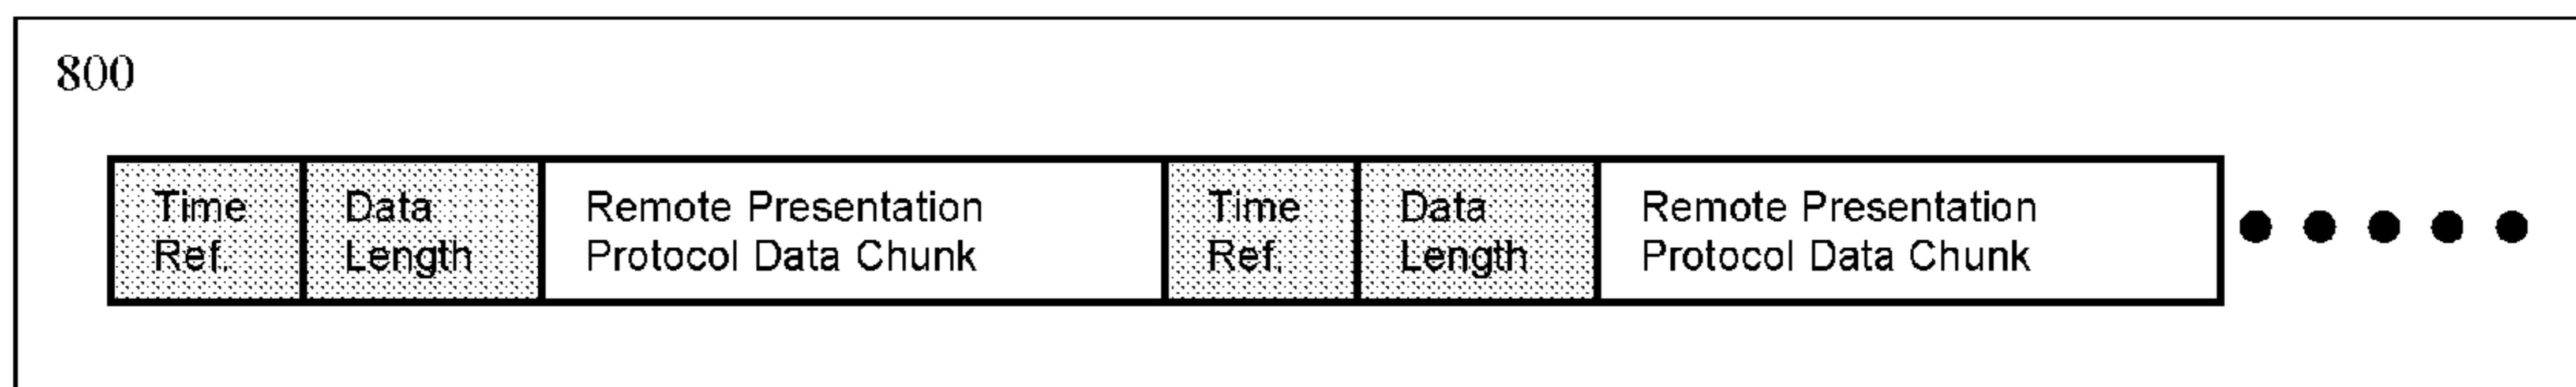 800
Time Data Remote Presentation Time Data Remote Presentation
Ref. Length Protocol Data Chunk Ref. Length Protocol Data Chunk